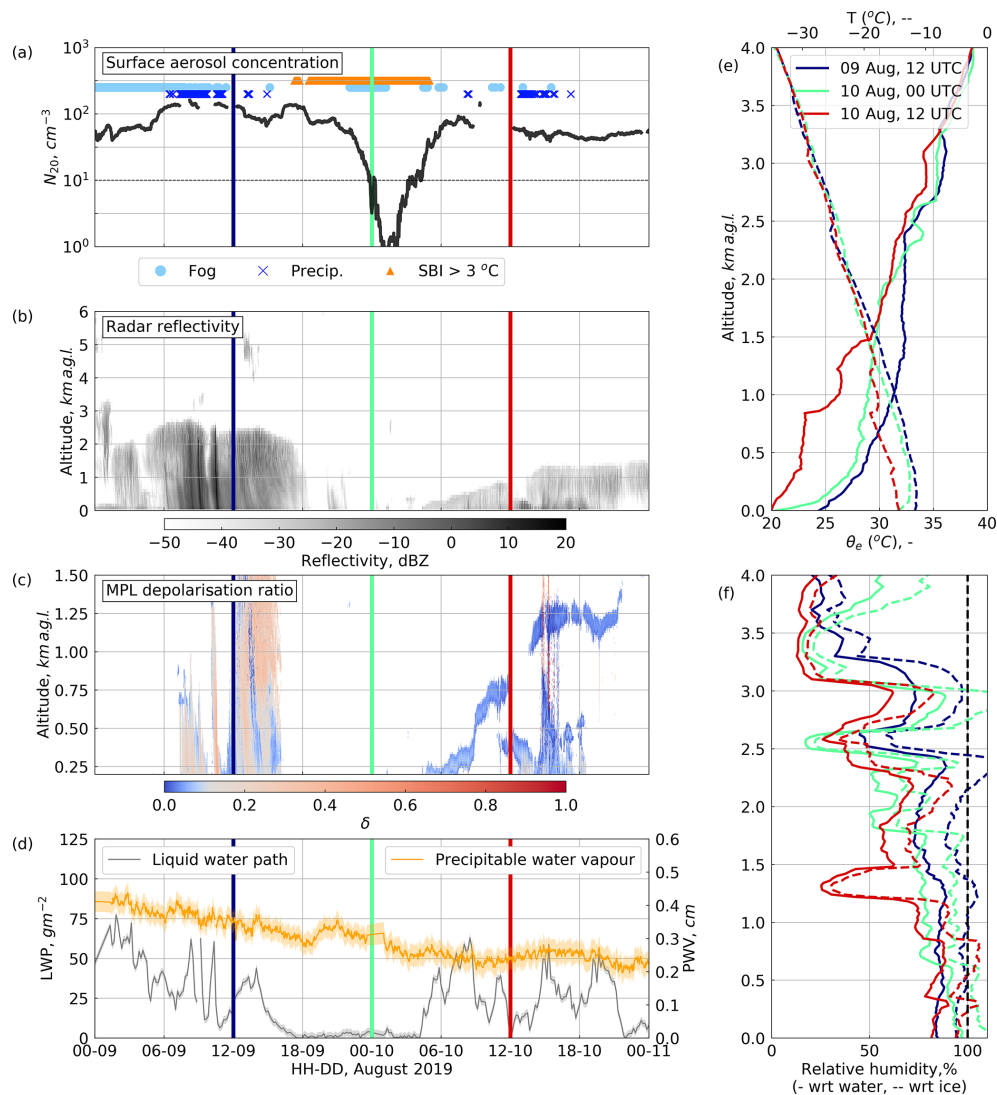 (a)
Surface aerosol concentration
10³
10²
10¹
10⁰
N₂₀, cm⁻³
Fog
Precip.
SBI > 3 °C
(b)
Radar reflectivity
6
5
4
3
2
1
0
Altitude, km a.g.l.
−50 −40 −30 −20 −10 0 10 20
Reflectivity, dBZ
(c)
MPL depolarisation ratio
1.50
1.25
1.00
0.75
0.50
0.25
Altitude, km a.g.l.
0.0 0.2 0.4 0.6 0.8 1.0
δ
(d)
Liquid water path
Precipitable water vapour
125
100
75
50
25
0
LWP, gm⁻²
0.6
0.5
0.4
0.3
0.2
0.1
0.0
PWV, cm
00-09 06-09 12-09 18-09 00-10 06-10 12-10 18-10 00-11
HH-DD, August 2019
T (°C), --
−30 −20 −10 0
(e)
09 Aug, 12 UTC
10 Aug, 00 UTC
10 Aug, 12 UTC
4.0
3.5
3.0
2.5
2.0
1.5
1.0
0.5
0.0
Altitude, km a.g.l.
20 25 30 35 40
θₑ (°C), -
(f)
4.0
3.5
3.0
2.5
2.0
1.5
1.0
0.5
0.0
0 50 100
Relative humidity,%
(- wrt water, -- wrt ice)